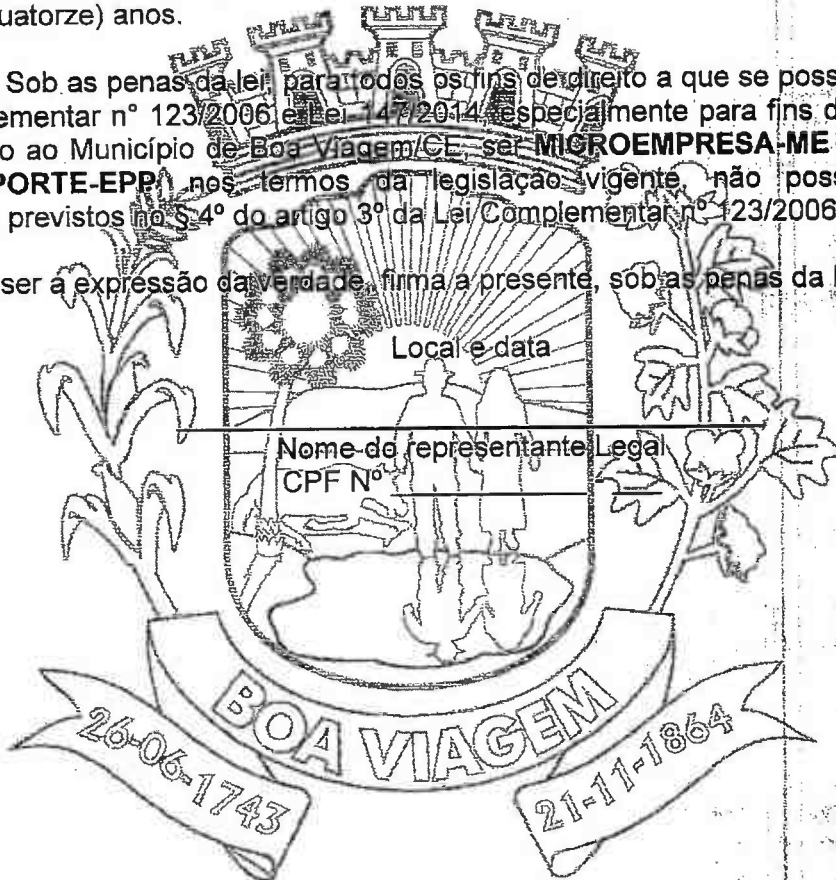 uatorze) anos.
Sob as penas da lei, para todos os fins de direito a que se poss
ementar n° 123/2006 e Lei 147/2014, especialmente para fins d
o ao Município de Boa Viagem/CE, ser MICROEMPRESA-ME
PORTE-EPP, nos termos da legislação vigente, não poss
previstos no § 4º do artigo 3º da Lei Complementar nº 123/2006
ser a expressão da verdade, firma a presente, sob as penas da l
Local e data
Nome do representante Legal
CPF Nº
BOA VIAGEM
26-06-1743
21-11-1864